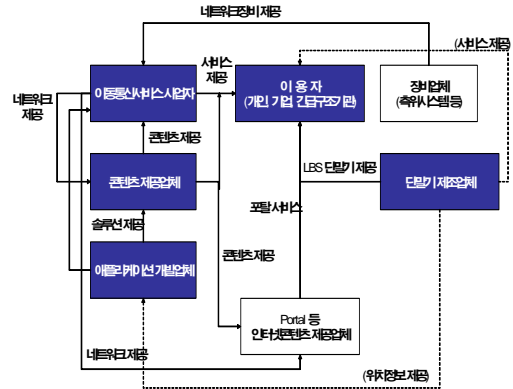 네트워크장비 제공
서비스
제공
(서비스 제공)
이동통신서비스 사업자
이 용 자
(개인, 기업, 긴급구조기관)
장비업체
(측위시스템 등)
네트워크
제공
콘텐츠 제공
LBS 단말기 제공
콘텐츠 제공업체
단말기 제조업체
포탈 서비스
솔루션 제공
콘텐츠 제공
애플리케이션 개발업체
Portal 등
인터넷콘텐츠 제공업체
네트워크 제공
(위치정보 제공)